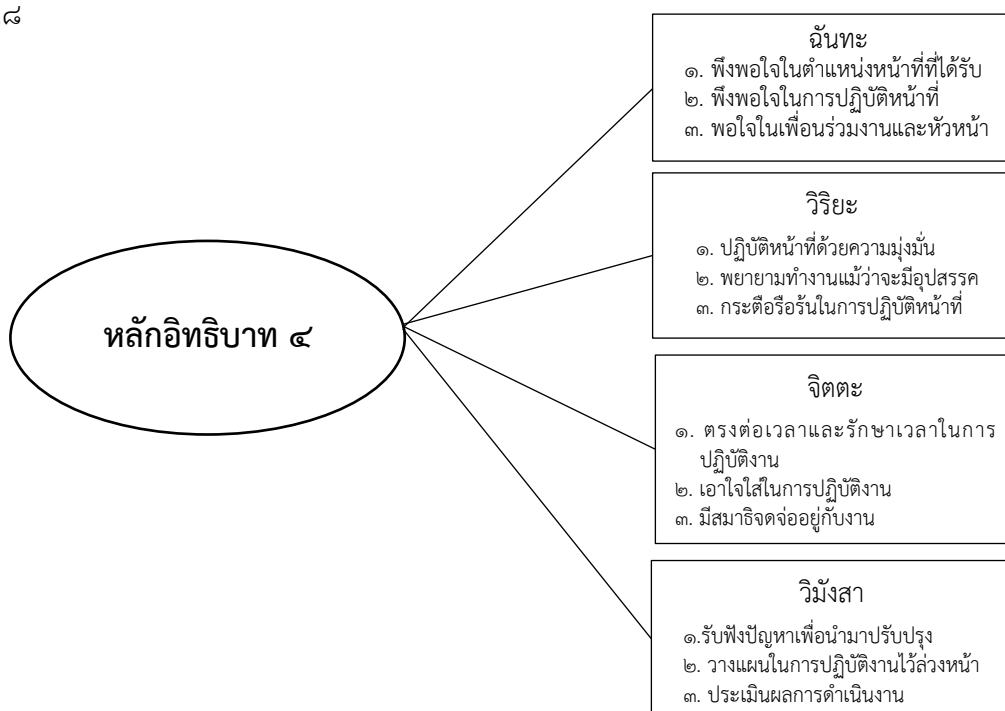 ๘
ฉันทะ
๑. พึงพอใจในตำแหน่งหน้าที่ที่ได้รับ
๒. พึงพอใจในการปฏิบัติหน้าที่
๓. พอใจในเพื่อนร่วมงานและหัวหน้า
วิริยะ
๑. ปฏิบัติหน้าที่ด้วยความมุ่งมั่น
๒. พยายามทำงานแม้ว่าจะมีอุปสรรค
๓. กระตือรือร้นในการปฏิบัติหน้าที่
หลักอิทธิบาท ๔
จิตตะ
๑. ตรงต่อเวลาและรักษาเวลาในการ
ปฏิบัติงาน
๒. เอาใจใส่ในการปฏิบัติงาน
๓. มีสมาธิจดจ่ออยู่กับงาน
วิมังสา
๑.รับฟังปัญหาเพื่อนำมาปรับปรุง
๒. วางแผนในการปฏิบัติงานไว้ล่วงหน้า
๓. ประเมินผลการดำเนินงาน